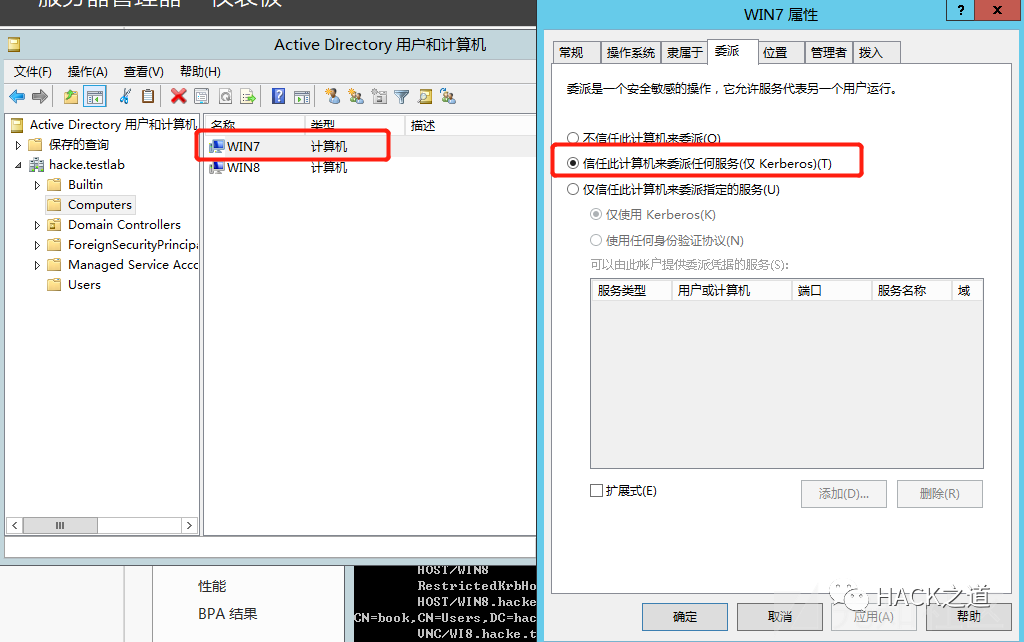 服务器管理器 仪表板
Active Directory 用户和计算机
文件(F) 操作(A) 查看(V) 帮助(H)
Active Directory 用户和计算机
保存的查询
hacke.testlab
Builtin
Computers
Domain Controllers
ForeignSecurityPrincipa
Managed Service Acco
Users
名称 类型 描述
WIN7 计算机
WIN8 计算机
性能
BPA 结果
HOST/WIN8
RestrictedKrbHo
HOST/WIN8.hacke
CN=book,CN=Users,DC=hac
VNC/WI8.hacke.t
WIN7 属性
? x
常规 操作系统 隶属于 委派 位置 管理者 拨入
委派是一个安全敏感的操作，它允许服务代表另一个用户运行。
不信任此计算机来委派(O)
信任此计算机来委派任何服务(仅 Kerberos)(T)
仅信任此计算机来委派指定的服务(U)
仅使用 Kerberos(K)
使用任何身份验证协议(N)
可以由此帐户提供委派凭据的服务(S):
服务类型 用户或计算机 端口 服务名称 域
扩展式(E)
添加(D)... 删除(R)
HACK之道
确定 取消 应用(A) 帮助